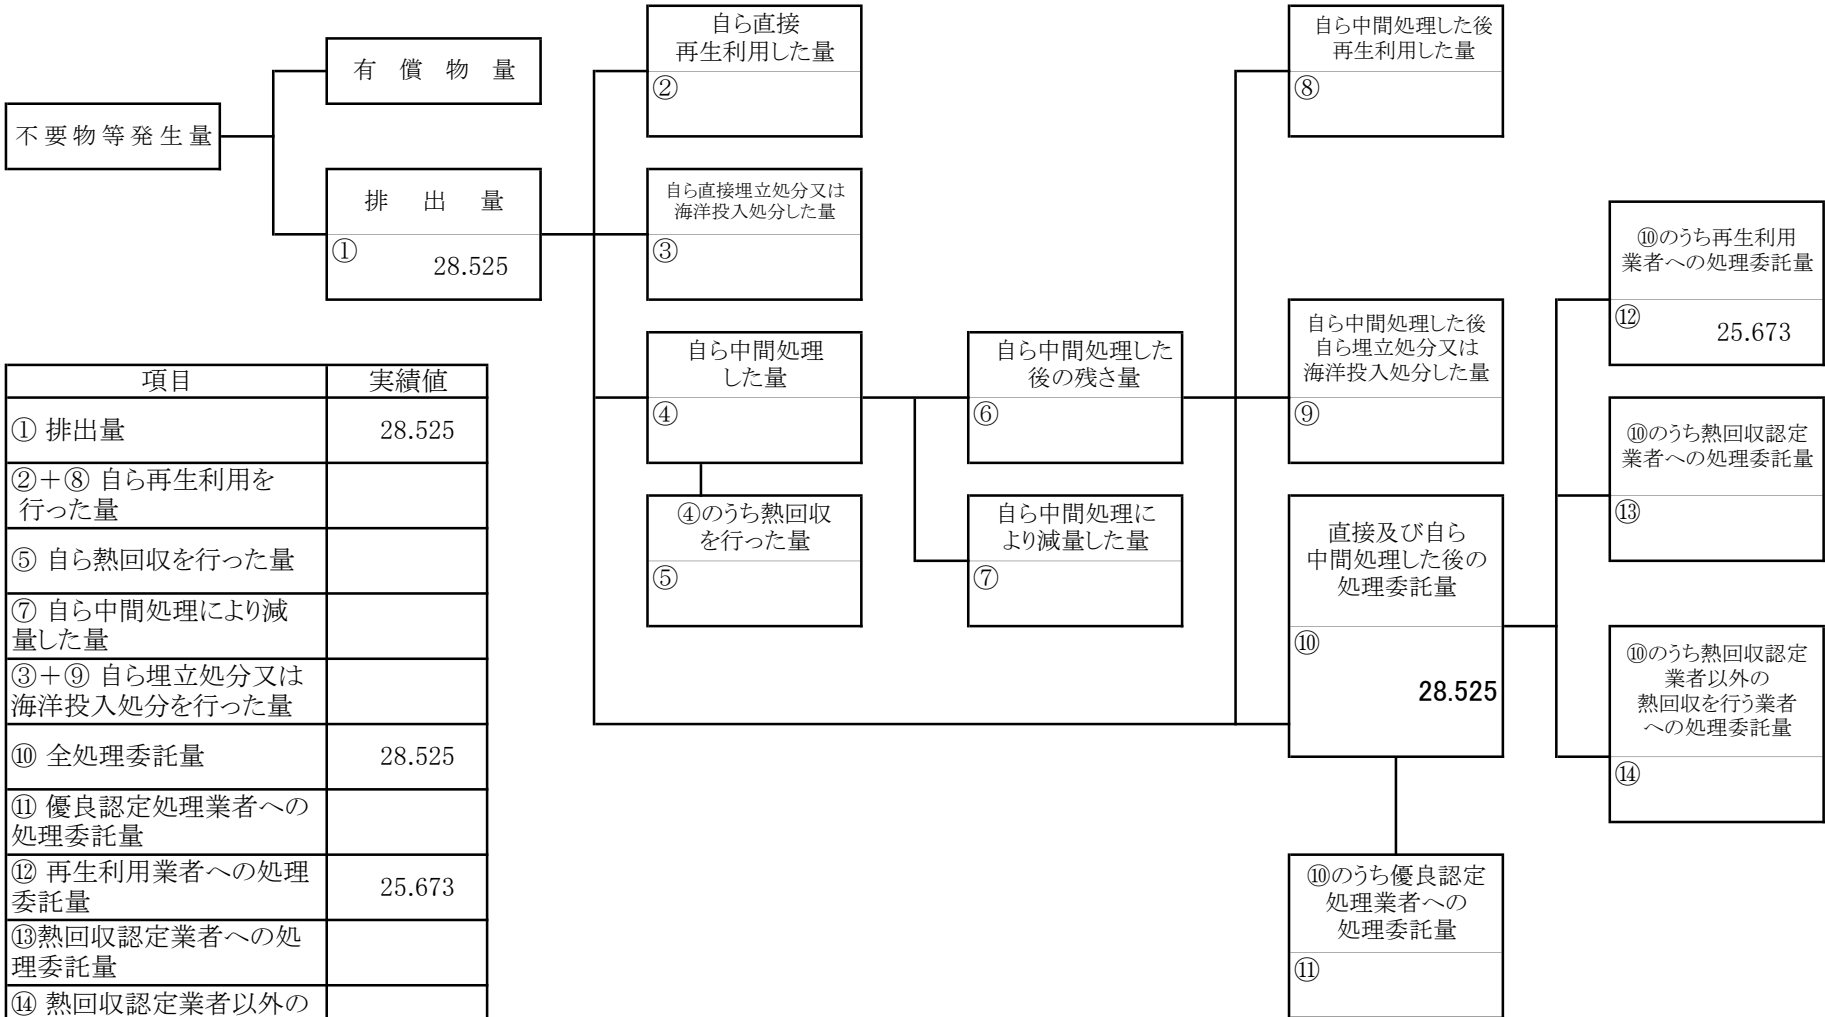 不要物等発生量
有 償 物 量
排 出 量
①
28.525
自ら直接
再生利用した量
②
自ら直接埋立処分又は
海洋投入処分した量
③
自ら中間処理
した量
④
④のうち熱回収
を行った量
⑤
自ら中間処理した
後の残さ量
⑥
自ら中間処理に
より減量した量
⑦
自ら中間処理した後
再生利用した量
⑧
自ら中間処理した後
自ら埋立処分又は
海洋投入処分した量
⑨
直接及び自ら
中間処理した後の
処理委託量
⑩
28.525
⑩のうち優良認定
処理業者への
処理委託量
⑪
⑩のうち再生利用
業者への処理委託量
⑫
25.673
⑩のうち熱回収認定
業者への処理委託量
⑬
⑩のうち熱回収認定
業者以外の
熱回収を行う業者
への処理委託量
⑭
項目 実績値
① 排出量 28.525
②+⑧ 自ら再生利用を
行った量
⑤ 自ら熱回収を行った量
⑦ 自ら中間処理により減
量した量
③+⑨ 自ら埋立処分又は
海洋投入処分を行った量
⑩ 全処理委託量 28.525
⑪ 優良認定処理業者への
処理委託量
⑫ 再生利用業者への処理
委託量 25.673
⑬熱回収認定業者への処
理委託量
⑭ 熱回収認定業者以外の